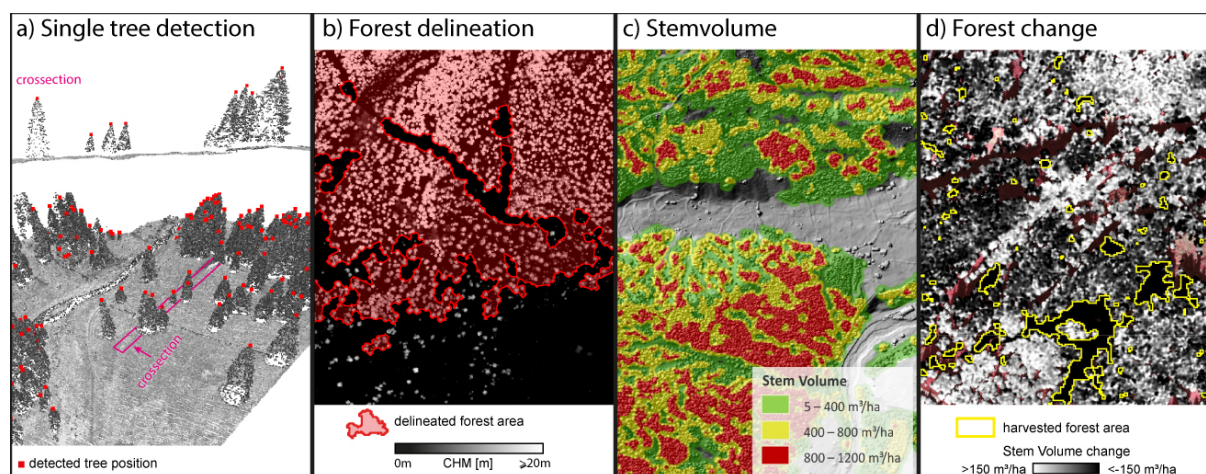 a) Single tree detection
crossection
crossection
detected tree position
b) Forest delineation
delineated forest area
0m CHM [m] ⩾20m
c) Stemvolume
Stem Volume
5 – 400 m³/ha
400 – 800 m³/ha
800 – 1200 m³/ha
d) Forest change
harvested forest area
Stem Volume change
>150 m³/ha <-150 m³/ha